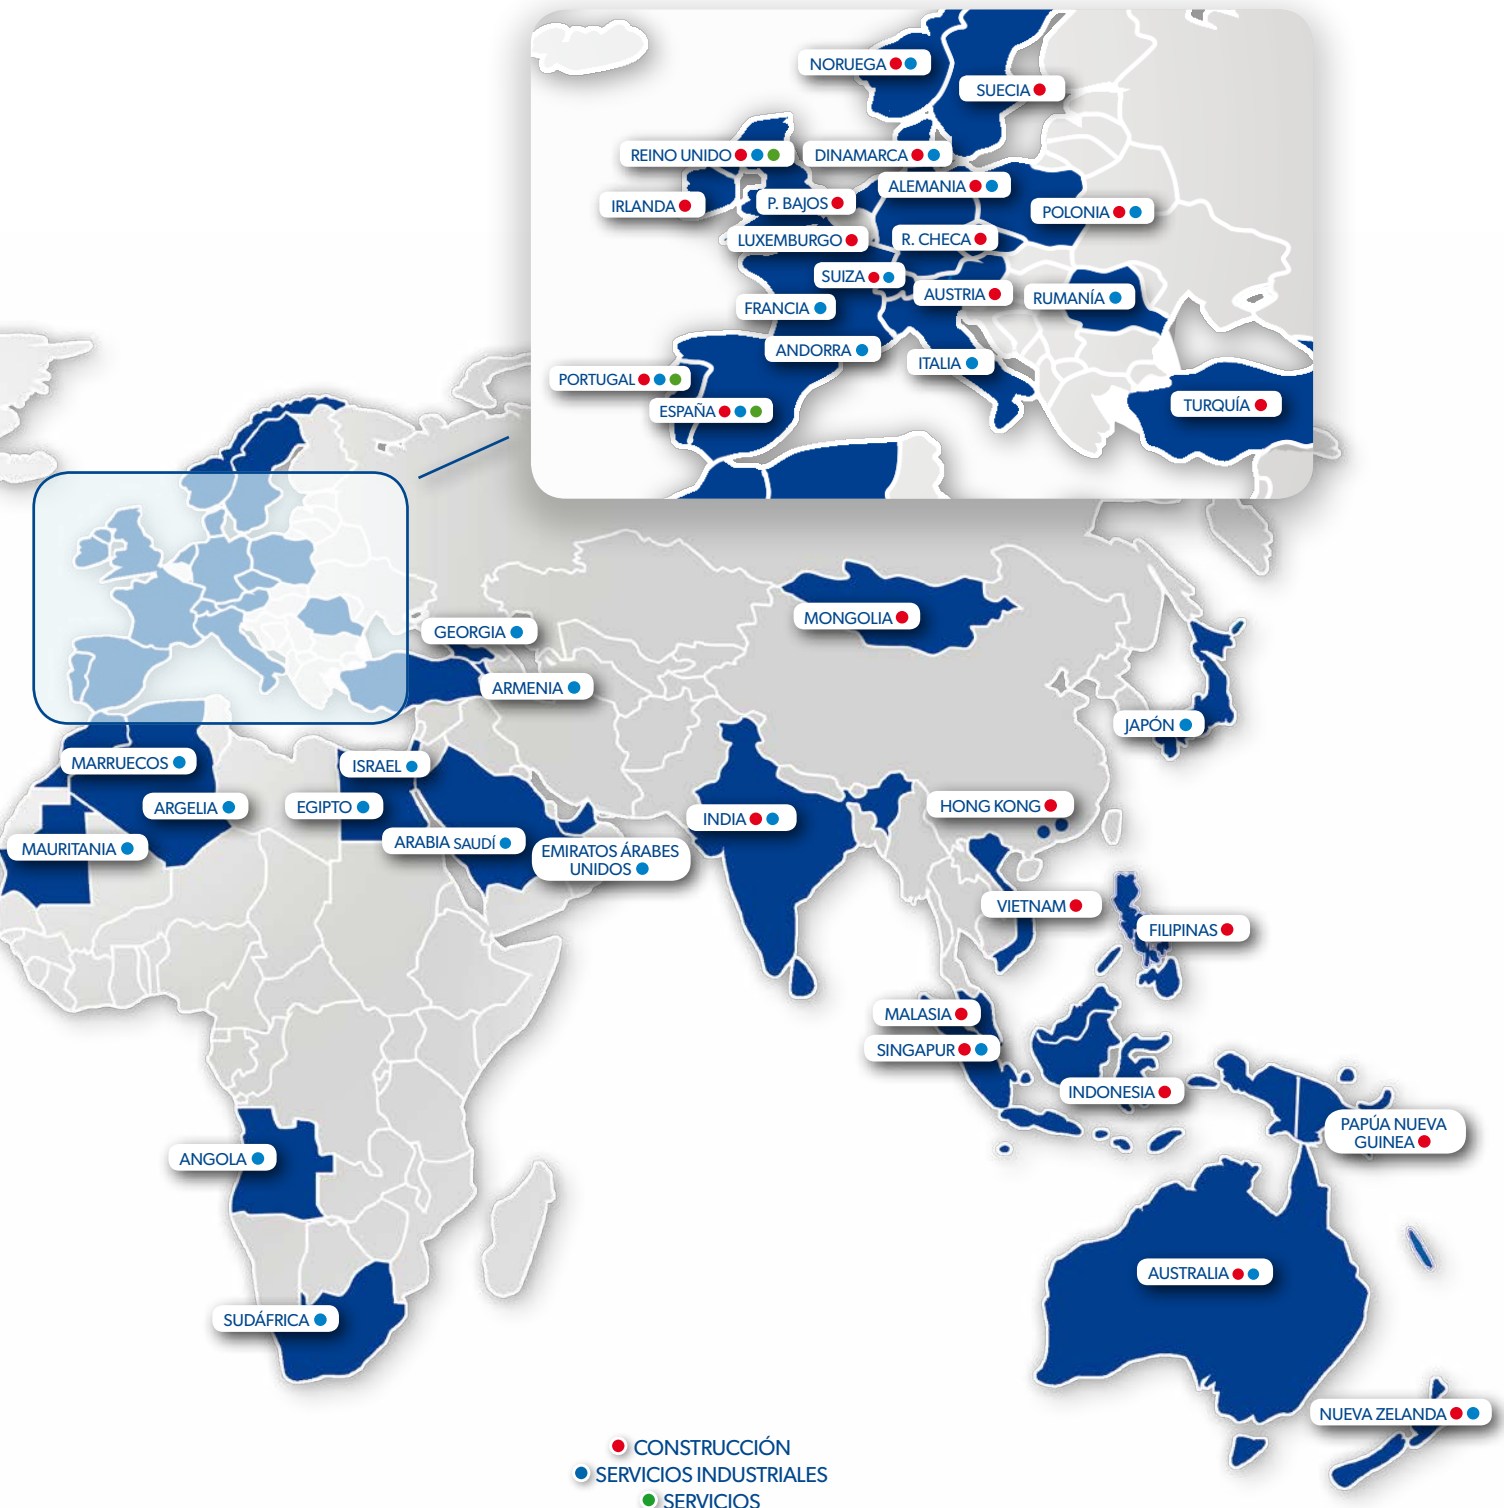 NORUEGA
SUECIA
REINO UNIDO
DINAMARCA
ALEMANIA
IRLANDA
P. BAJOS
POLONIA
LUXEMBURGO
R. CHECA
SUIZA
AUSTRIA
RUMANÍA
FRANCIA
ANDORRA
ITALIA
PORTUGAL
ESPAÑA
TURQUÍA
GEORGIA
MONGOLIA
ARMENIA
JAPÓN
MARRUECOS
ISRAEL
ARGELIA
EGIPTO
HONG KONG
INDIA
MAURITANIA
ARABIA SAUDÍ
EMIRATOS ÁRABES
UNIDOS
VIETNAM
FILIPINAS
MALASIA
SINGAPUR
INDONESIA
PAPÚA NUEVA
GUINEA
ANGOLA
AUSTRALIA
SUDÁFRICA
NUEVA ZELANDA
CONSTRUCCIÓN
SERVICIOS INDUSTRIALES
SERVICIOS